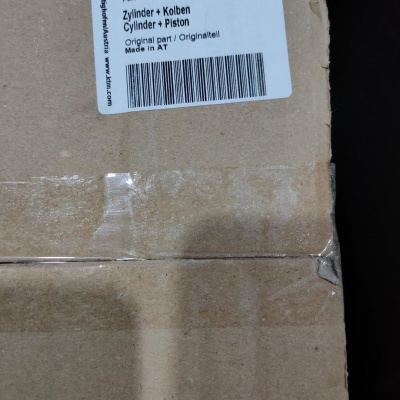 Zylinder + Kolben
Cylinder + Piston
Original part / Originalteil
Made in AT
www.ktm.com